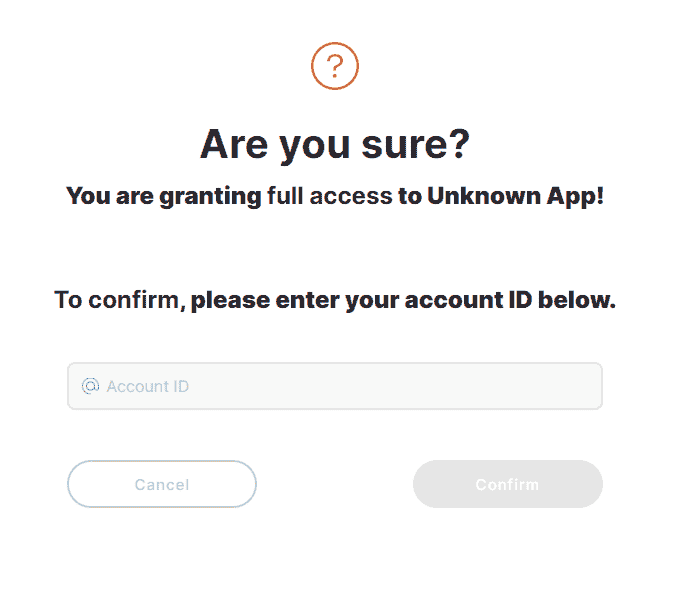 ?
Are you sure?
You are granting full access to Unknown App!
To confirm, please enter your account ID below.
@ Account ID
Cancel
Confirm